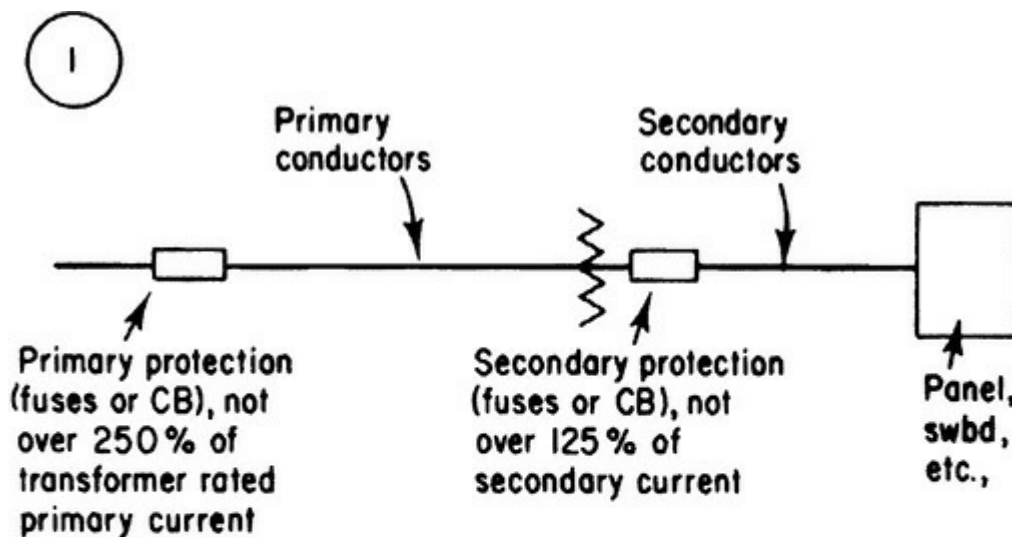 1
Primary
conductors
Secondary
conductors
Primary protection
(fuses or CB), not
over 250% of
transformer rated
primary current
Secondary protection
(fuses or CB), not
over 125% of
secondary current
Panel,
swbd,
etc.,